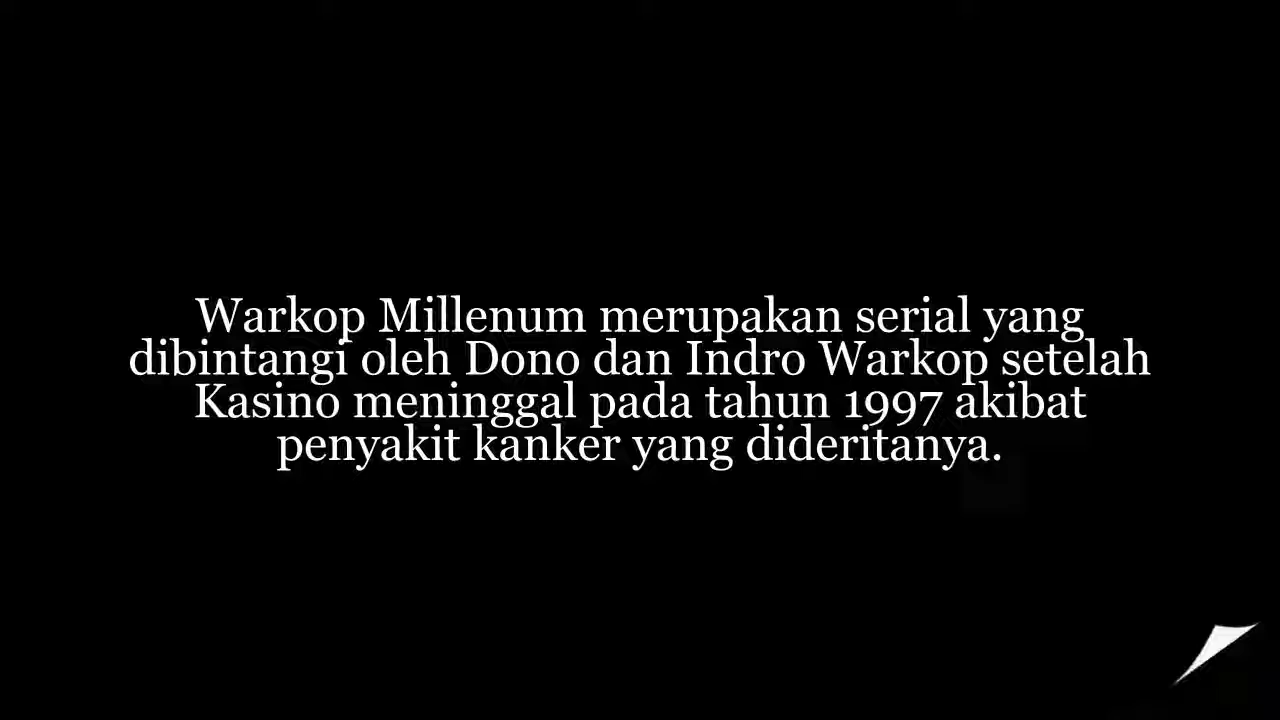 Warkop Millenum merupakan serial yang
dibintangi oleh Dono dan Indro Warkop setelah
Kasino meninggal pada tahun 1997 akibat
penyakit kanker yang dideritanya.